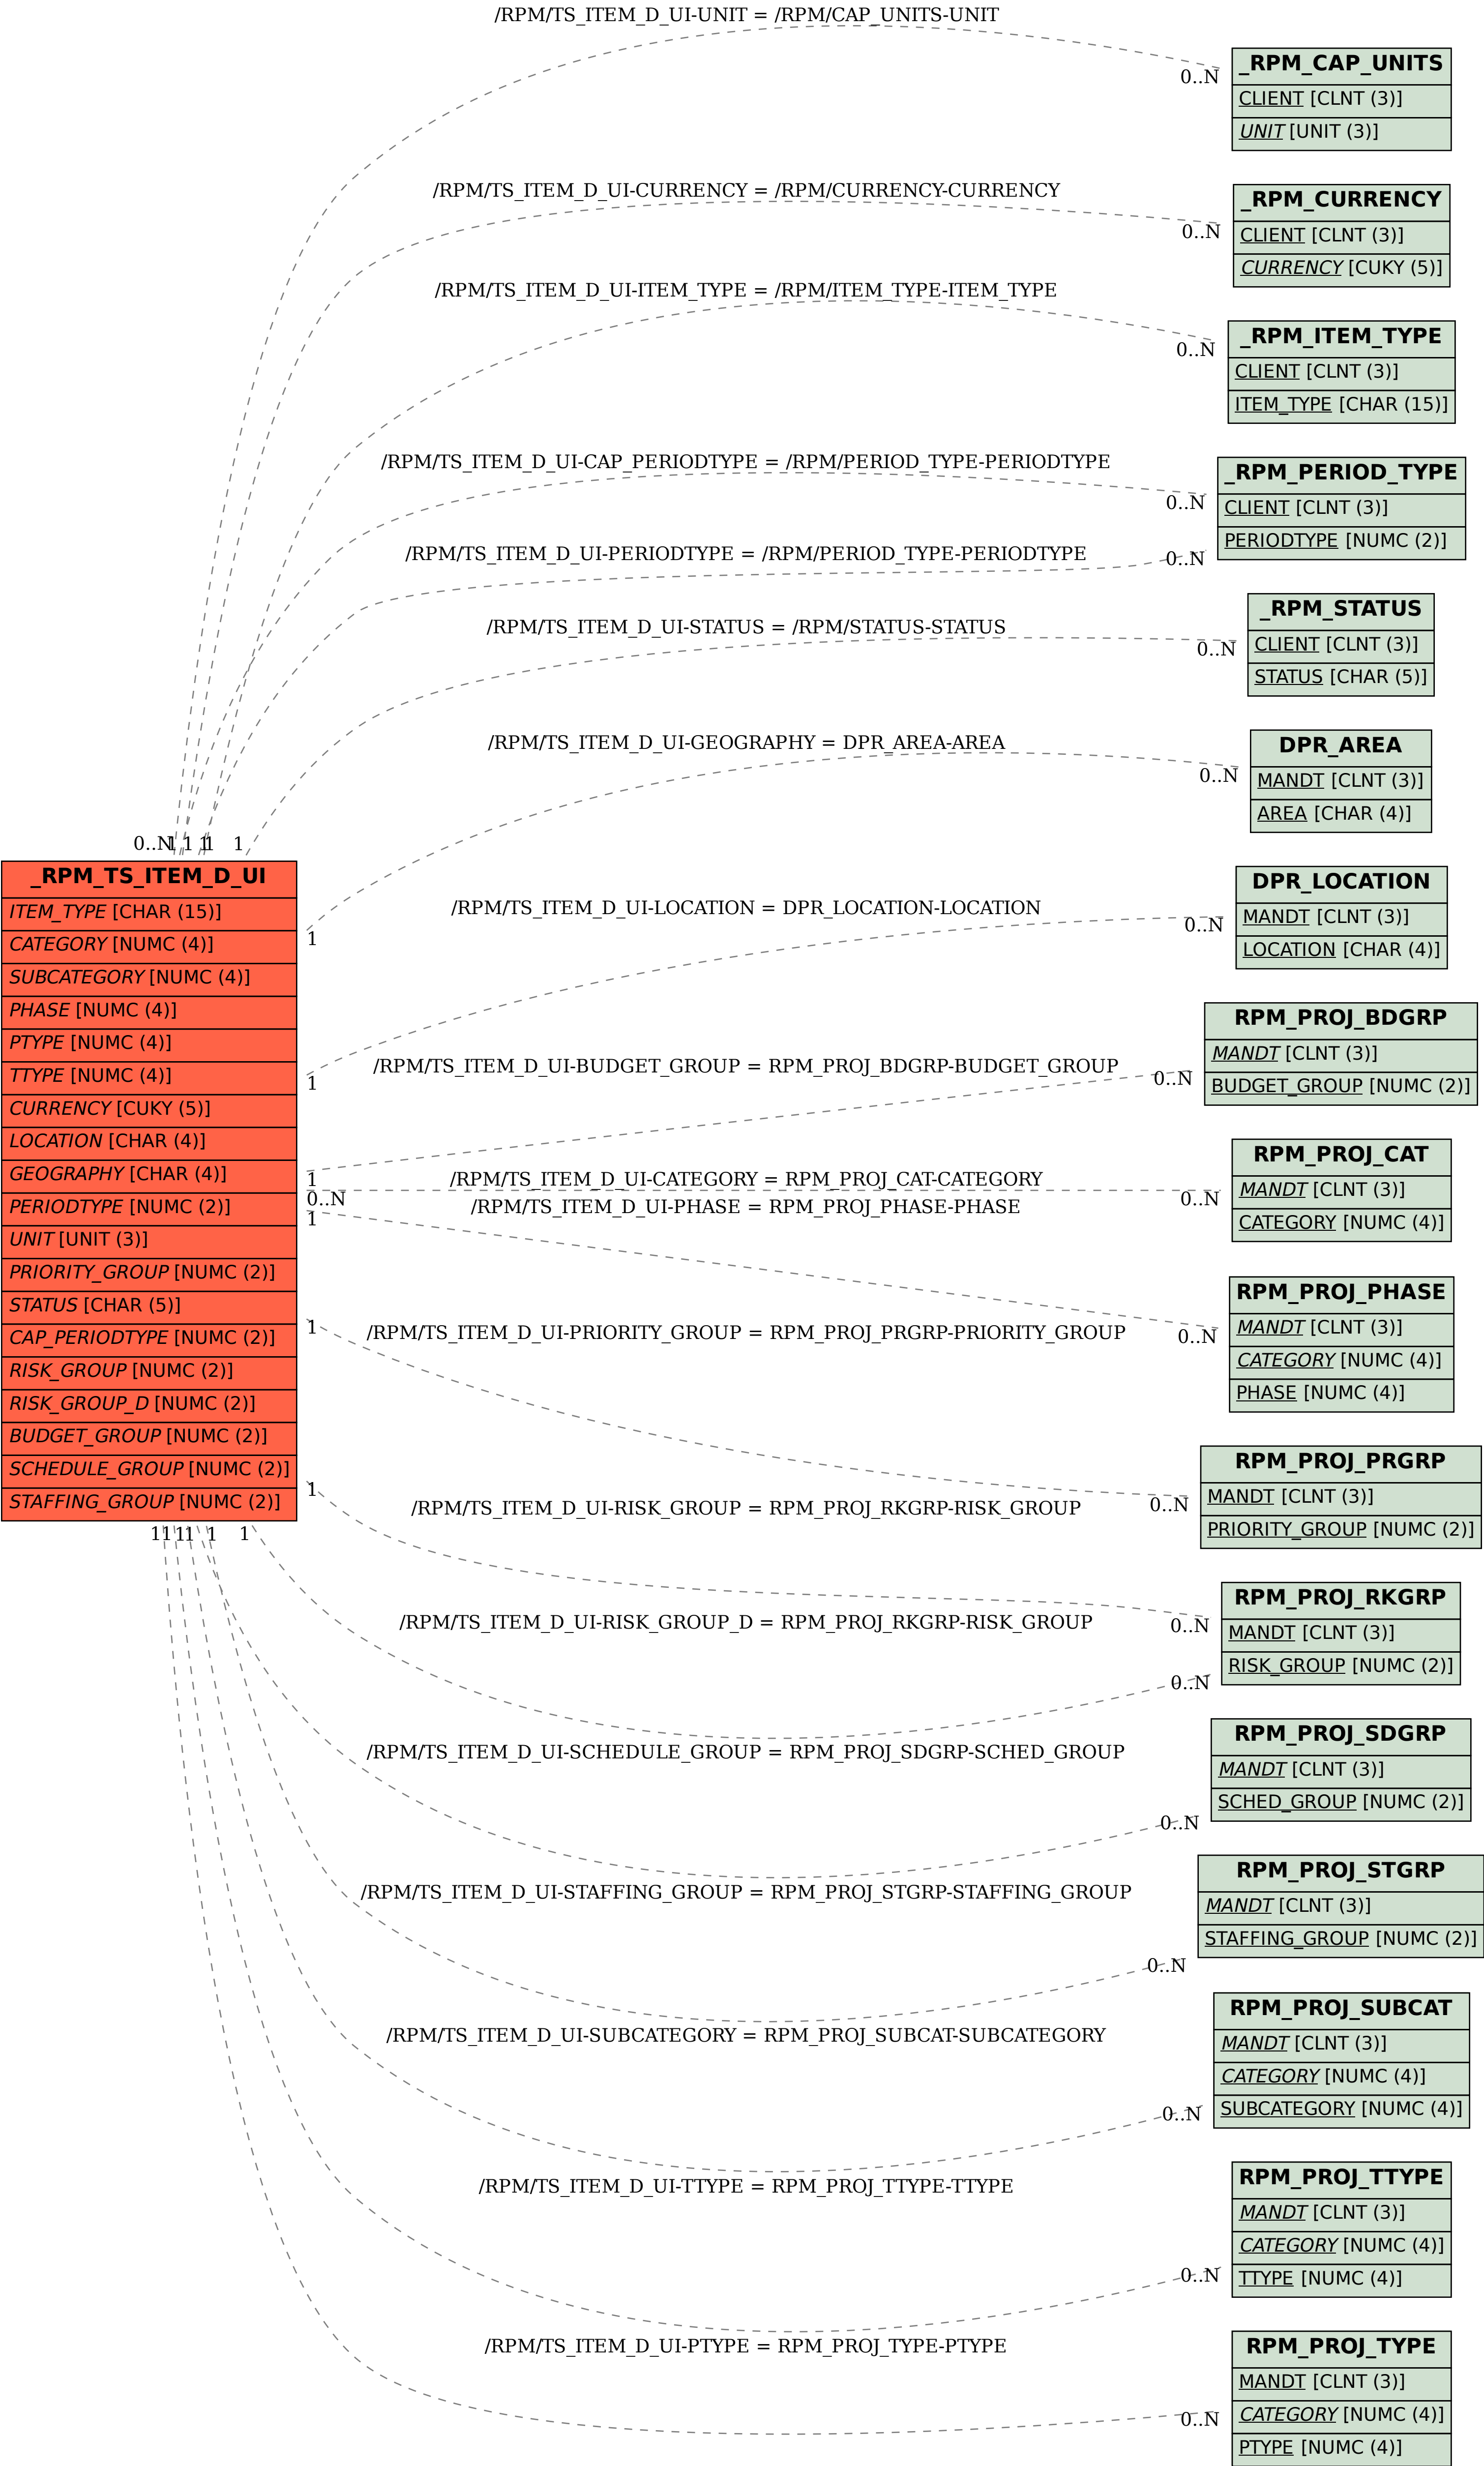 /RPM/TS_ITEM_D_UI-UNIT = /RPM/CAP_UNITS-UNIT
0..N
_RPM_CAP_UNITS
CLIENT [CLNT (3)]
UNIT [UNIT (3)]
/RPM/TS_ITEM_D_UI-CURRENCY = /RPM/CURRENCY-CURRENCY
0..N
_RPM_CURRENCY
CLIENT [CLNT (3)]
CURRENCY [CUKY (5)]
/RPM/TS_ITEM_D_UI-ITEM_TYPE = /RPM/ITEM_TYPE-ITEM_TYPE
0..N
_RPM_ITEM_TYPE
CLIENT [CLNT (3)]
ITEM_TYPE [CHAR (15)]
/RPM/TS_ITEM_D_UI-CAP_PERIODTYPE = /RPM/PERIOD_TYPE-PERIODTYPE
0..N
/RPM/TS_ITEM_D_UI-PERIODTYPE = /RPM/PERIOD_TYPE-PERIODTYPE
0..N
_RPM_PERIOD_TYPE
CLIENT [CLNT (3)]
PERIODTYPE [NUMC (2)]
/RPM/TS_ITEM_D_UI-STATUS = /RPM/STATUS-STATUS
0..N
_RPM_STATUS
CLIENT [CLNT (3)]
STATUS [CHAR (5)]
/RPM/TS_ITEM_D_UI-GEOGRAPHY = DPR_AREA-AREA
0..N
DPR_AREA
MANDT [CLNT (3)]
AREA [CHAR (4)]
0..N 1 1 1 1 1
_RPM_TS_ITEM_D_UI
ITEM_TYPE [CHAR (15)]
CATEGORY [NUMC (4)]
SUBCATEGORY [NUMC (4)]
PHASE [NUMC (4)]
PTYPE [NUMC (4)]
TTYPE [NUMC (4)]
CURRENCY [CUKY (5)]
LOCATION [CHAR (4)]
GEOGRAPHY [CHAR (4)]
PERIODTYPE [NUMC (2)]
UNIT [UNIT (3)]
PRIORITY_GROUP [NUMC (2)]
STATUS [CHAR (5)]
CAP_PERIODTYPE [NUMC (2)]
RISK_GROUP [NUMC (2)]
RISK_GROUP_D [NUMC (2)]
BUDGET_GROUP [NUMC (2)]
SCHEDULE_GROUP [NUMC (2)]
STAFFING_GROUP [NUMC (2)]
1
/RPM/TS_ITEM_D_UI-LOCATION = DPR_LOCATION-LOCATION
0..N
DPR_LOCATION
MANDT [CLNT (3)]
LOCATION [CHAR (4)]
1
/RPM/TS_ITEM_D_UI-BUDGET_GROUP = RPM_PROJ_BDGRP-BUDGET_GROUP
0..N
RPM_PROJ_BDGRP
MANDT [CLNT (3)]
BUDGET_GROUP [NUMC (2)]
1
/RPM/TS_ITEM_D_UI-CATEGORY = RPM_PROJ_CAT-CATEGORY
0..N
0..N
RPM_PROJ_CAT
MANDT [CLNT (3)]
CATEGORY [NUMC (4)]
/RPM/TS_ITEM_D_UI-PHASE = RPM_PROJ_PHASE-PHASE
1
0..N
RPM_PROJ_PHASE
MANDT [CLNT (3)]
CATEGORY [NUMC (4)]
PHASE [NUMC (4)]
1
/RPM/TS_ITEM_D_UI-PRIORITY_GROUP = RPM_PROJ_PRGRP-PRIORITY_GROUP
0..N
RPM_PROJ_PRGRP
MANDT [CLNT (3)]
PRIORITY_GROUP [NUMC (2)]
1
/RPM/TS_ITEM_D_UI-RISK_GROUP = RPM_PROJ_RKGRP-RISK_GROUP
0..N
1 1 1 1 1 1
/RPM/TS_ITEM_D_UI-RISK_GROUP_D = RPM_PROJ_RKGRP-RISK_GROUP
0..N
RPM_PROJ_RKGRP
MANDT [CLNT (3)]
RISK_GROUP [NUMC (2)]
/RPM/TS_ITEM_D_UI-SCHEDULE_GROUP = RPM_PROJ_SDGRP-SCHED_GROUP
0..N
RPM_PROJ_SDGRP
MANDT [CLNT (3)]
SCHED_GROUP [NUMC (2)]
/RPM/TS_ITEM_D_UI-STAFFING_GROUP = RPM_PROJ_STGRP-STAFFING_GROUP
0..N
RPM_PROJ_STGRP
MANDT [CLNT (3)]
STAFFING_GROUP [NUMC (2)]
/RPM/TS_ITEM_D_UI-SUBCATEGORY = RPM_PROJ_SUBCAT-SUBCATEGORY
0..N
RPM_PROJ_SUBCAT
MANDT [CLNT (3)]
CATEGORY [NUMC (4)]
SUBCATEGORY [NUMC (4)]
/RPM/TS_ITEM_D_UI-TTYPE = RPM_PROJ_TTYPE-TTYPE
0..N
RPM_PROJ_TTYPE
MANDT [CLNT (3)]
CATEGORY [NUMC (4)]
TTYPE [NUMC (4)]
/RPM/TS_ITEM_D_UI-PTYPE = RPM_PROJ_TYPE-PTYPE
0..N
RPM_PROJ_TYPE
MANDT [CLNT (3)]
CATEGORY [NUMC (4)]
PTYPE [NUMC (4)]